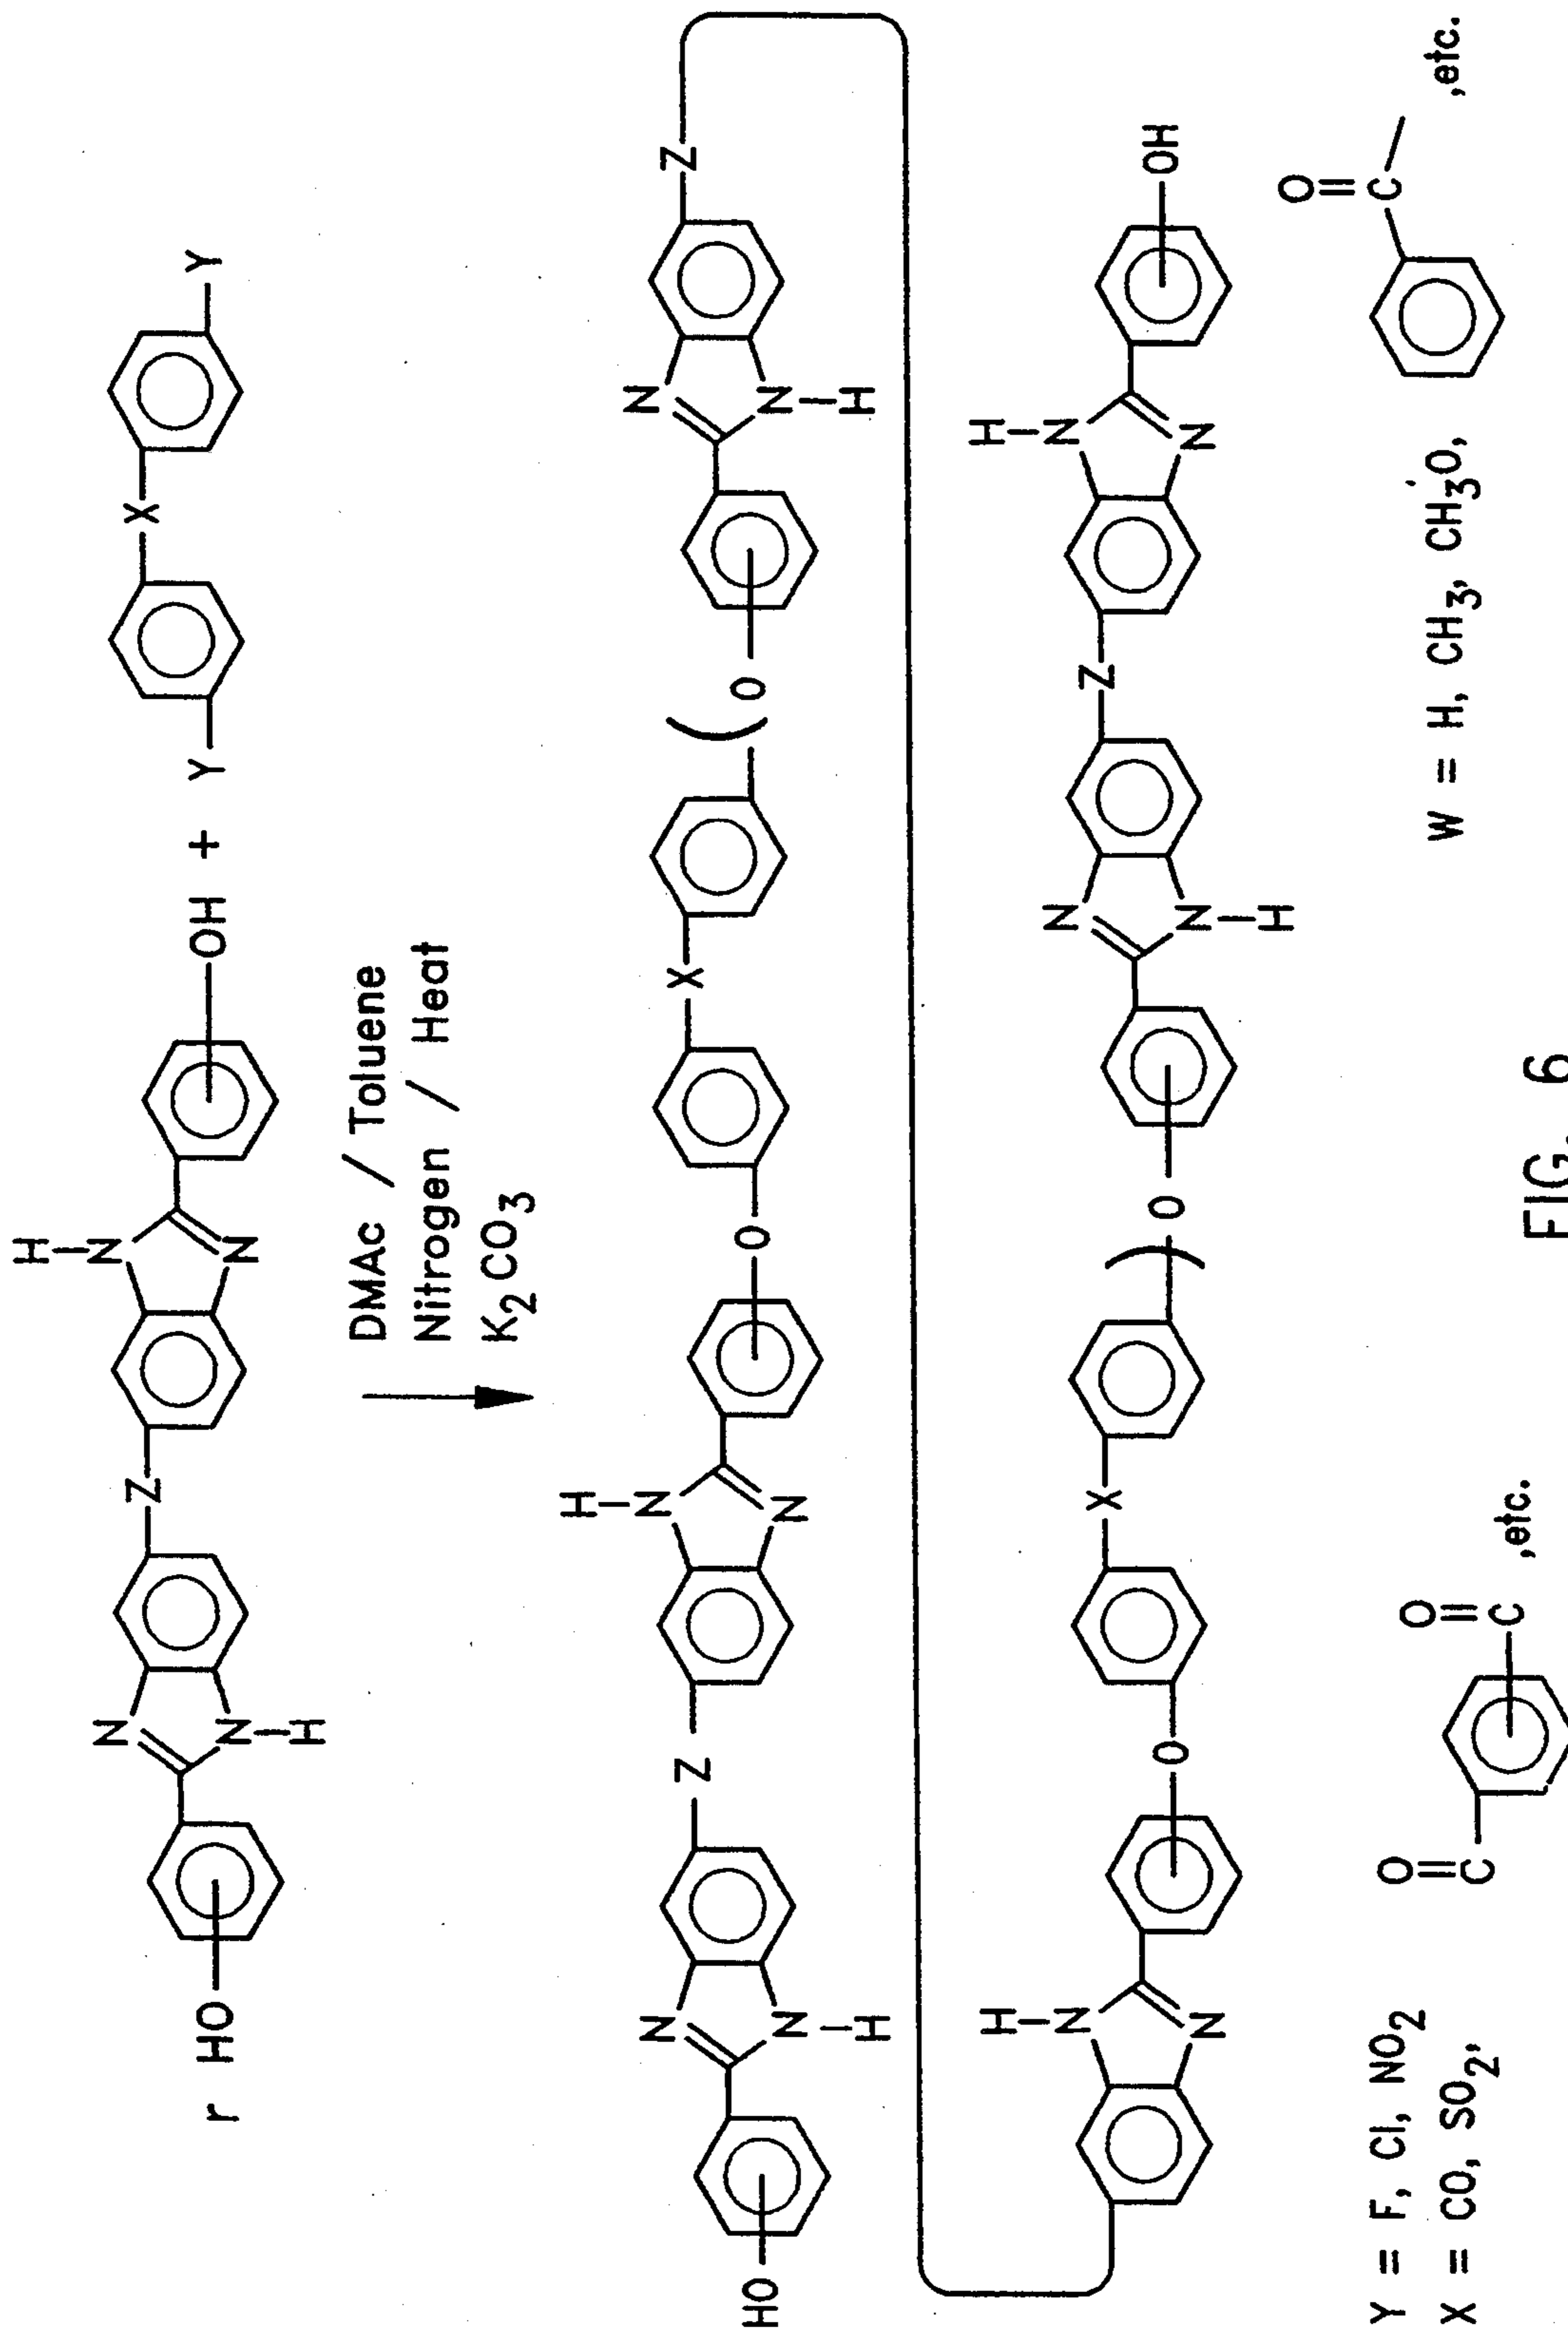 r HO N N H Z H N N OH + Y X Y
DMAc / Toluene
Nitrogen / Heat
K2CO3
HO N N H Z H N N O X ( O N N H Z
H N N O X ) O N N H Z H N N OH
Y = F, Cl, NO2
X = CO, SO2, O C O C ,etc.
W = H, CH3, CH3O, O C ,etc.
FIG. 6